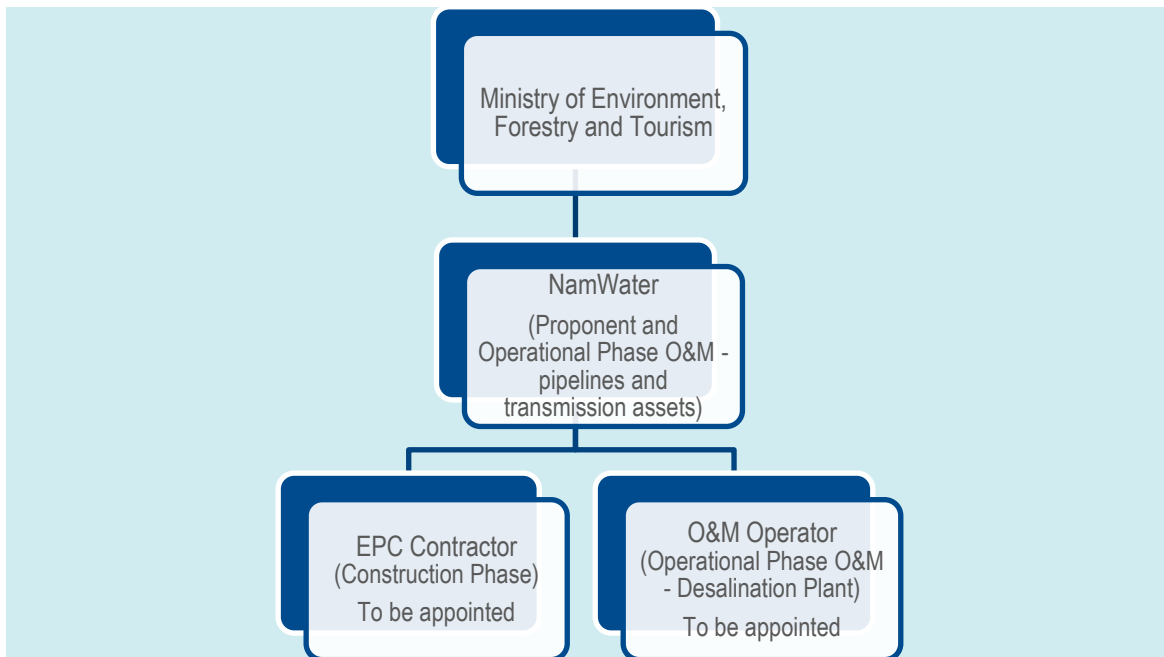 Ministry of Environment,
Forestry and Tourism
NamWater
(Proponent and
Operational Phase O&M -
pipelines and
transmission assets)
EPC Contractor
(Construction Phase)
To be appointed
O&M Operator
(Operational Phase O&M
- Desalination Plant)
To be appointed